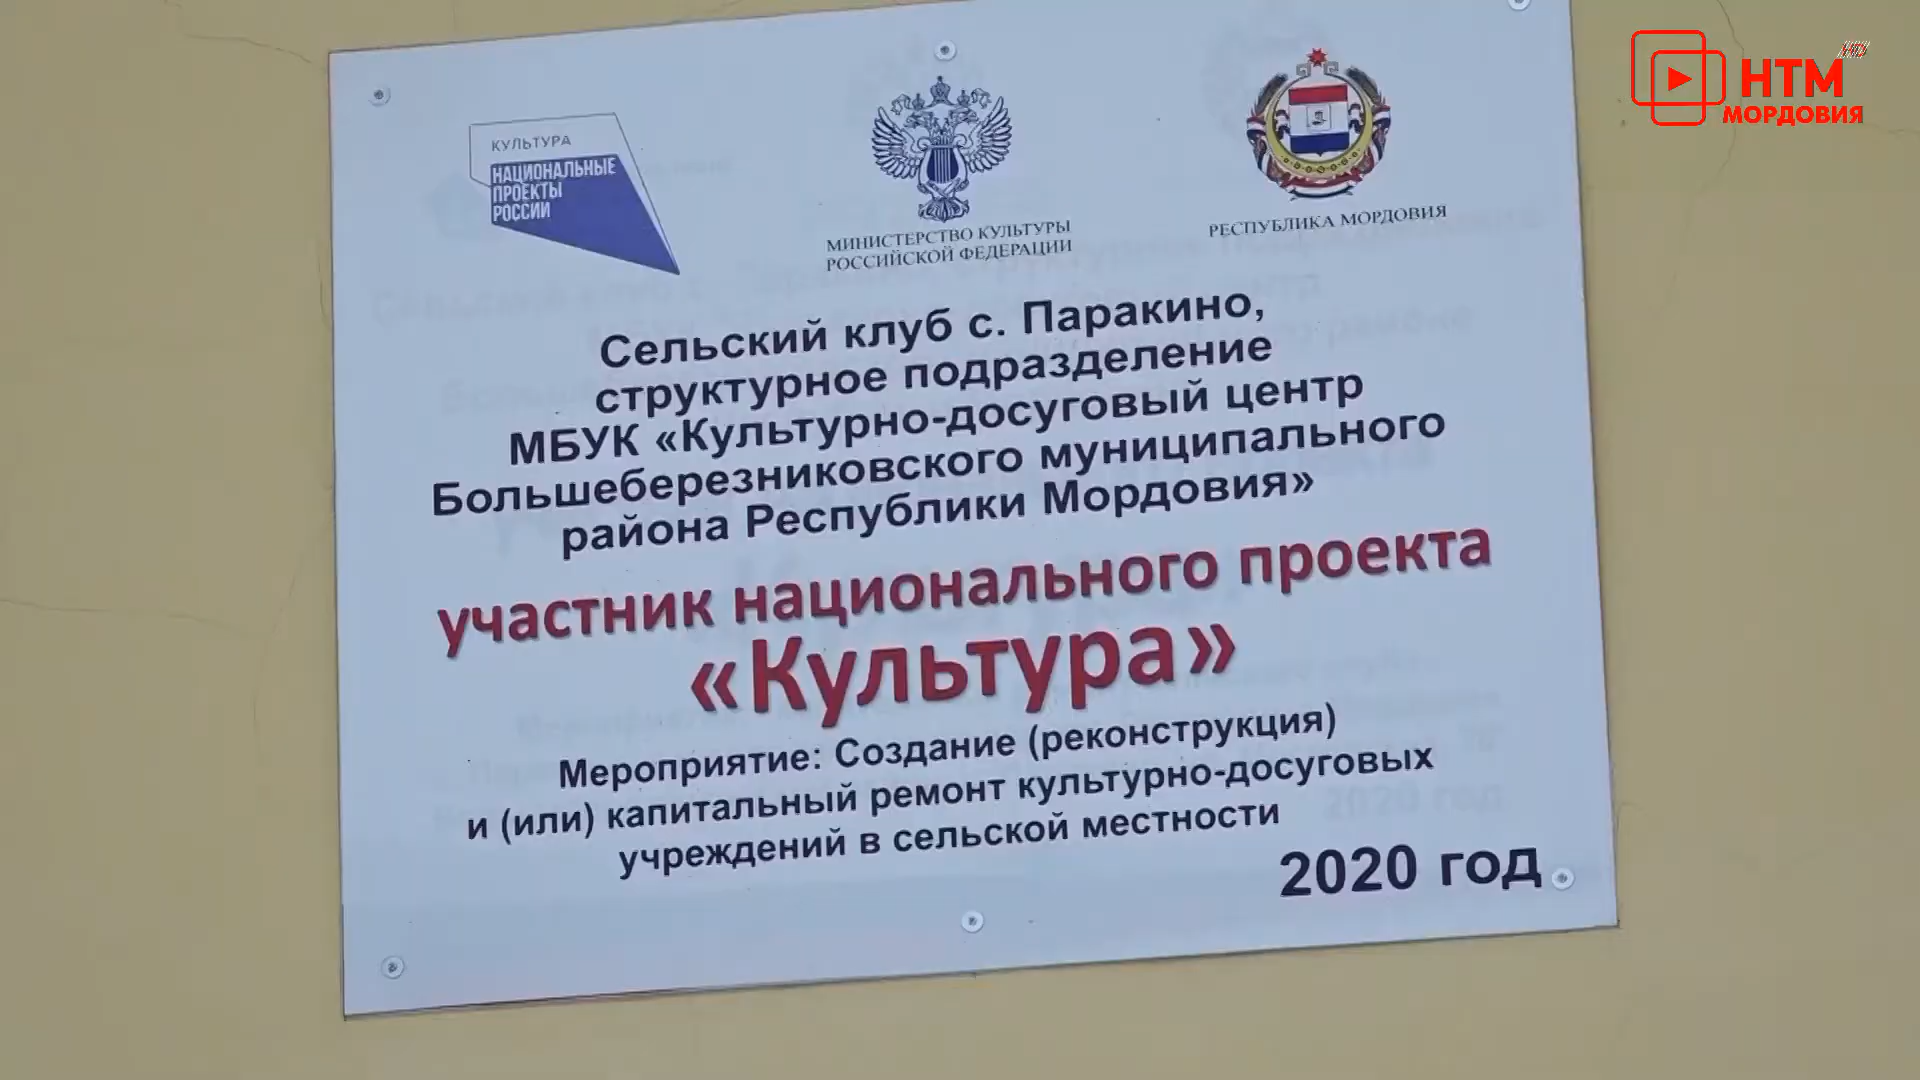 НТМ
HD
МОРДОВИЯ
КУЛЬТУРА
НАЦИОНАЛЬНЫЕ
ПРОЕКТЫ
РОССИИ
МИНИСТЕРСТВО КУЛЬТУРЫ
РОССИЙСКОЙ ФЕДЕРАЦИИ
РЕСПУБЛИКА МОРДОВИЯ
Сельский клуб с. Паракино,
структурное подразделение
МБУК «Культурно-досуговый центр
Большеберезниковского муниципального
района Республики Мордовия»
участник национального проекта
«Культура»
Мероприятие: Создание (реконструкция)
и (или) капитальный ремонт культурно-досуговых
учреждений в сельской местности
2020 год